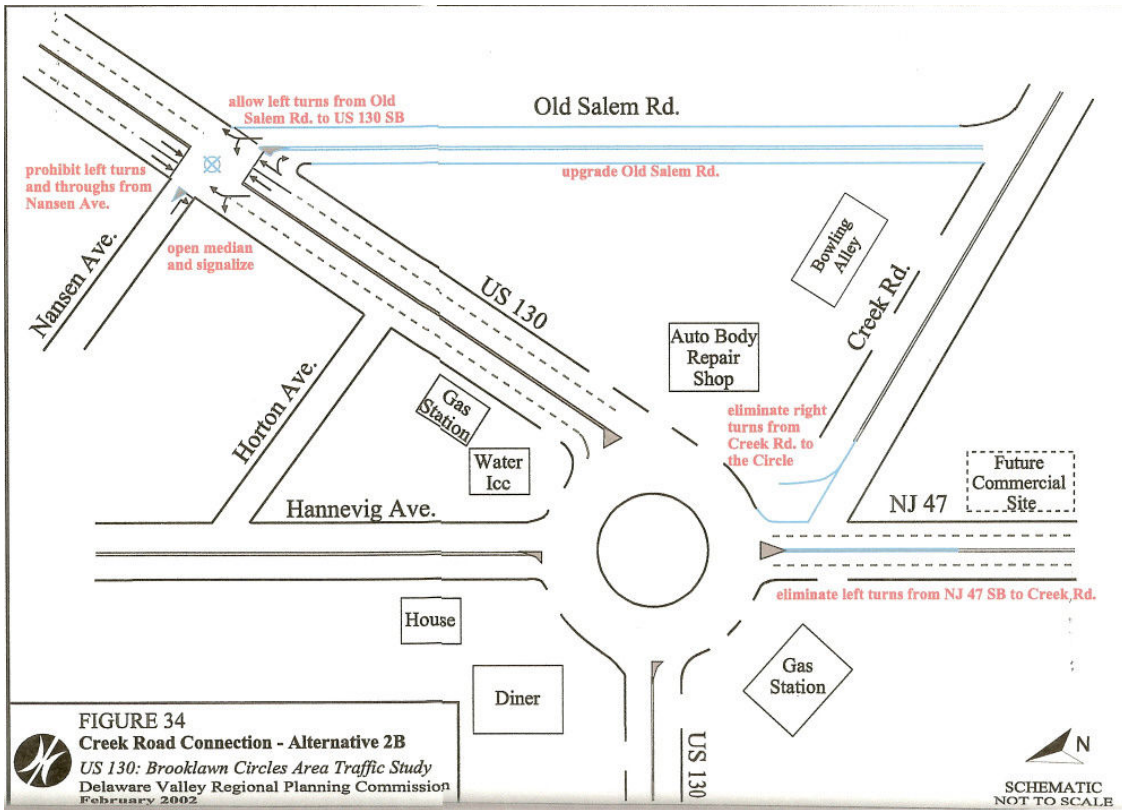 allow left turns from Old
Salem Rd. to US 130 SB
Old Salem Rd.
prohibit left turns
and throughs from
Nansen Ave.
upgrade Old Salem Rd.
open median
and signalize
Nansen Ave.
US 130
Bowling
Alley
Creek Rd.
Horton Ave.
Gas
Station
Auto Body
Repair
Shop
eliminate right
turns from
Creek Rd. to
the Circle
Water
Icc
Future
Commercial
Site
Hannevig Ave.
NJ 47
eliminate left turns from NJ 47 SB to Creek Rd.
House
Diner
Gas
Station
US 130
FIGURE 34
Creek Road Connection - Alternative 2B
US 130: Brooklawn Circles Area Traffic Study
Delaware Valley Regional Planning Commission
February 2002
N
SCHEMATIC
NOT TO SCALE